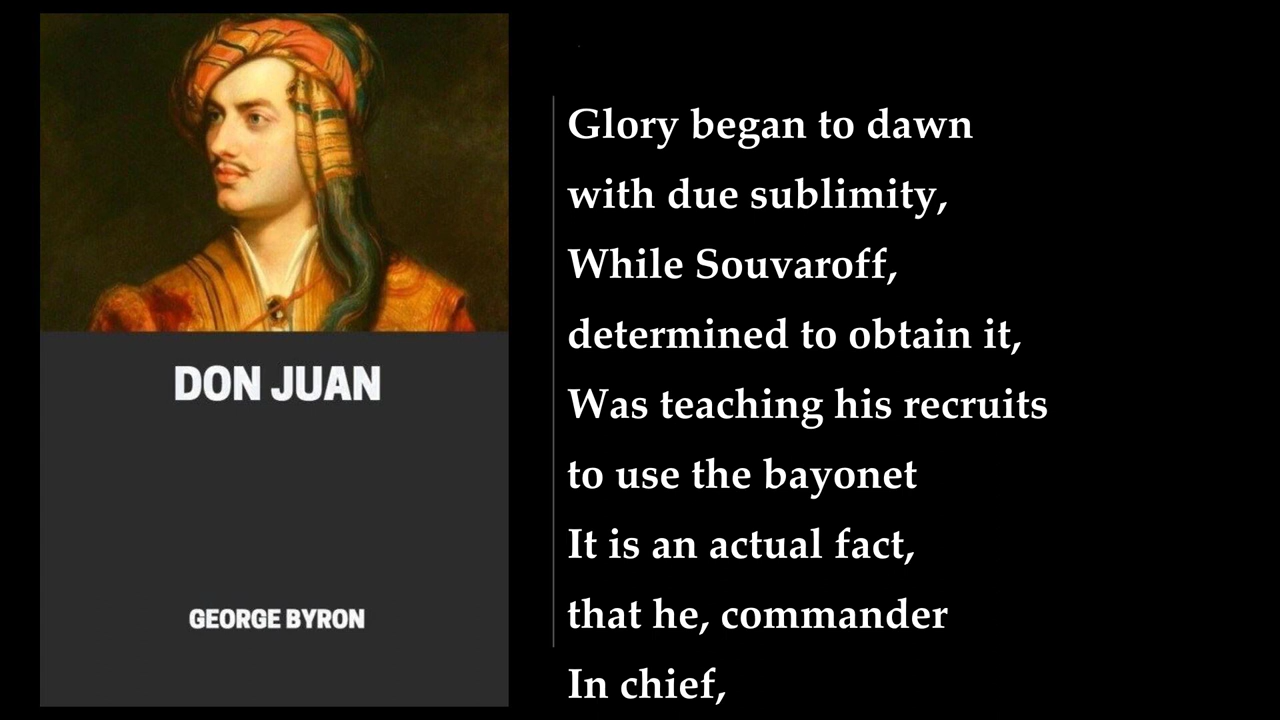 DON JUAN
GEORGE BYRON
Glory began to dawn
with due sublimity,
While Souvaroff,
determined to obtain it,
Was teaching his recruits
to use the bayonet
It is an actual fact,
that he, commander
In chief,